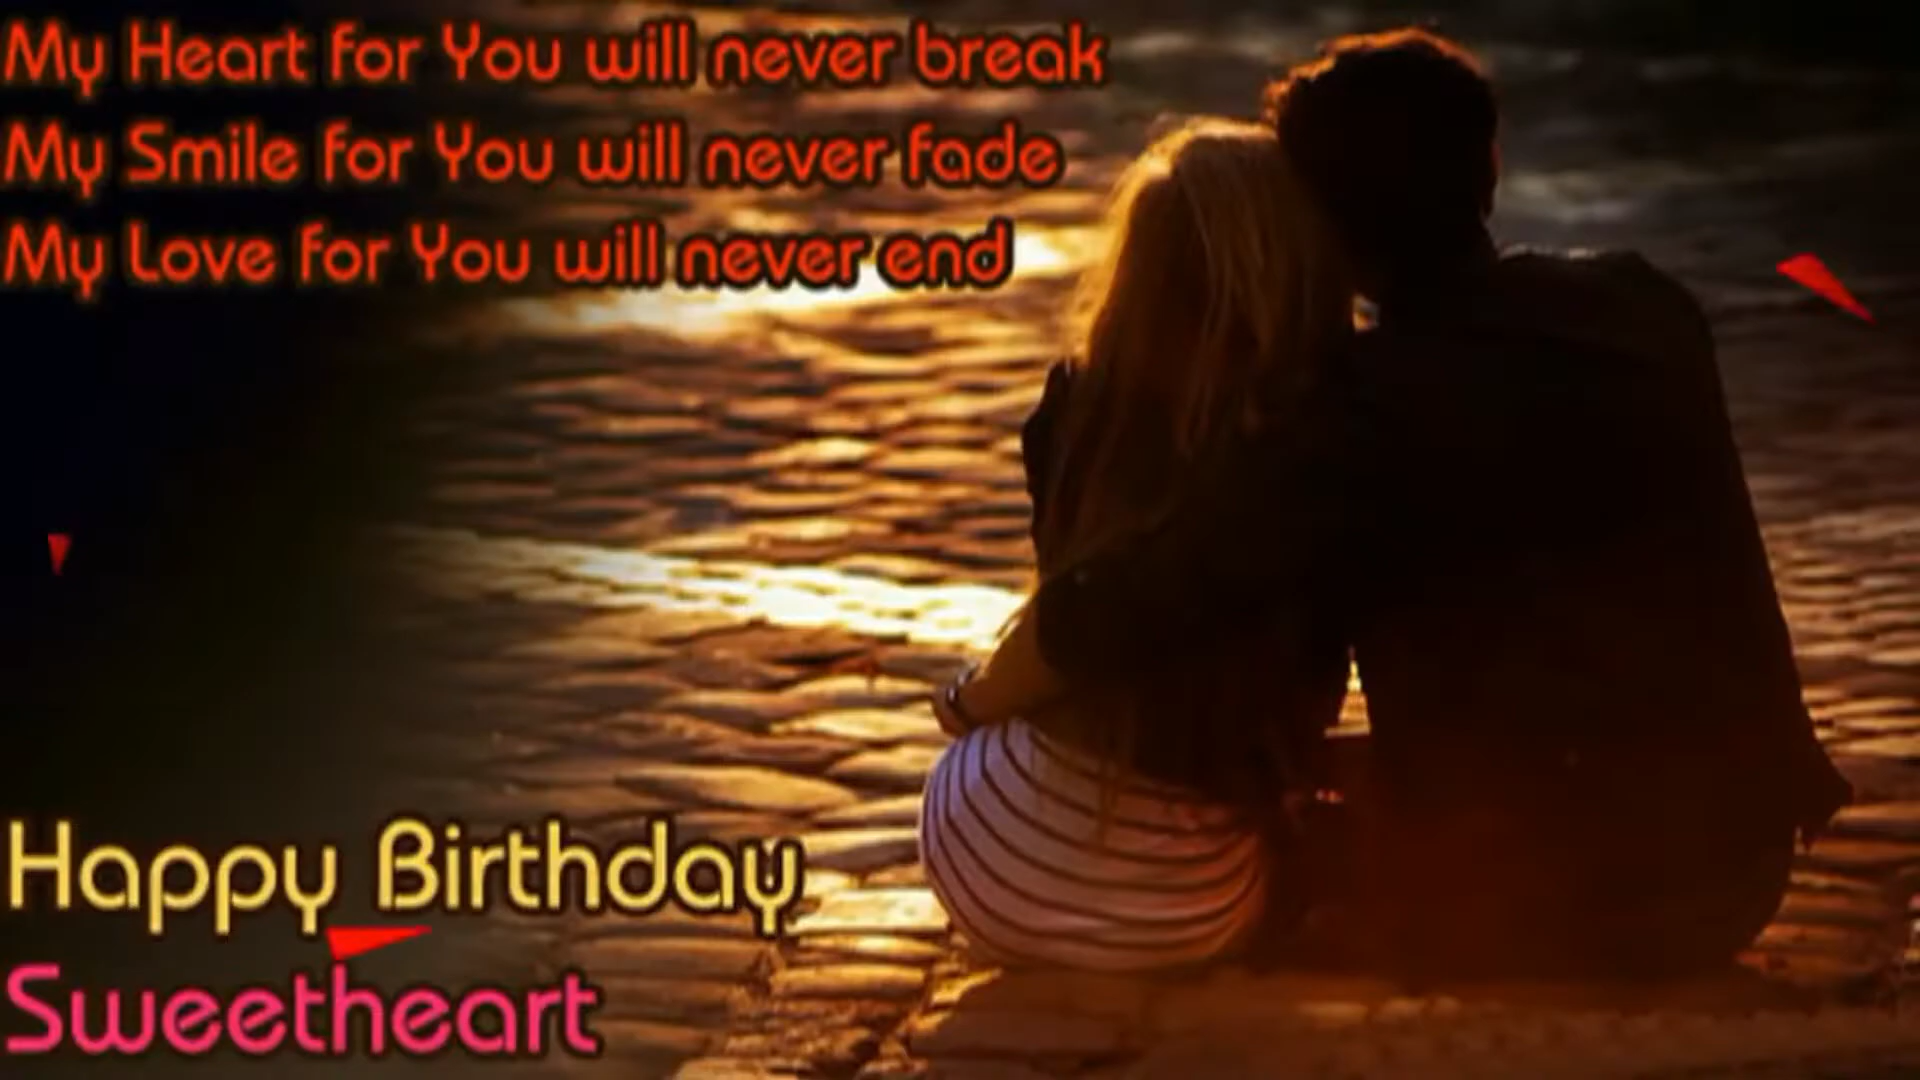 My Heart for You will never break
My Smile for You will never fade
My Love for You will never end
Happy Birthday
Sweetheart